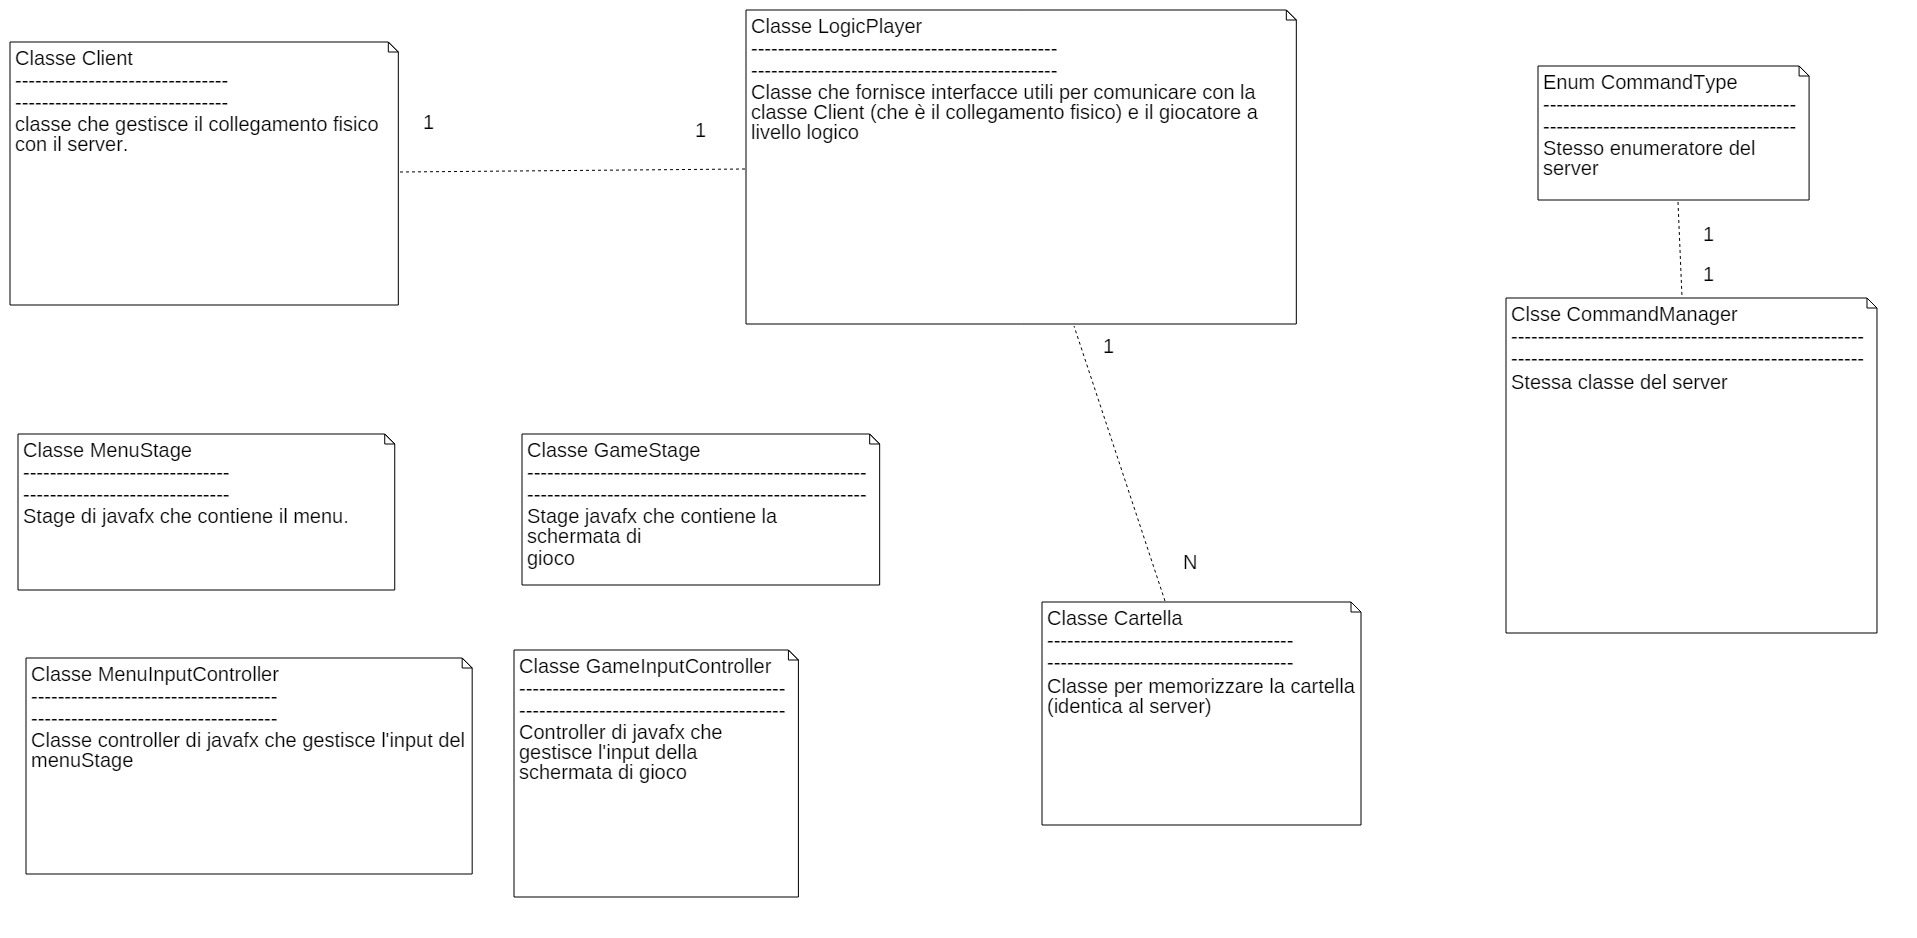 Classe Client
--------------------------------
--------------------------------
classe che gestisce il collegamento fisico
con il server.
1
1
Classe LogicPlayer
----------------------------------------------
----------------------------------------------
Classe che fornisce interfacce utili per comunicare con la
classe Client (che è il collegamento fisico) e il giocatore a
livello logico
Enum CommandType
--------------------------------------
--------------------------------------
Stesso enumeratore del
server
1
1
Clsse CommandManager
-----------------------------------------------------
-----------------------------------------------------
Stessa classe del server
1
N
Classe MenuStage
-------------------------------
-------------------------------
Stage di javafx che contiene il menu.
Classe GameStage
---------------------------------------------------
---------------------------------------------------
Stage javafx che contiene la
schermata di
gioco
Classe Cartella
-------------------------------------
-------------------------------------
Classe per memorizzare la cartella
(identica al server)
Classe MenuInputController
-------------------------------------
-------------------------------------
Classe controller di javafx che gestisce l'input del
menuStage
Classe GameInputController
----------------------------------------
----------------------------------------
Controller di javafx che
gestisce l'input della
schermata di gioco